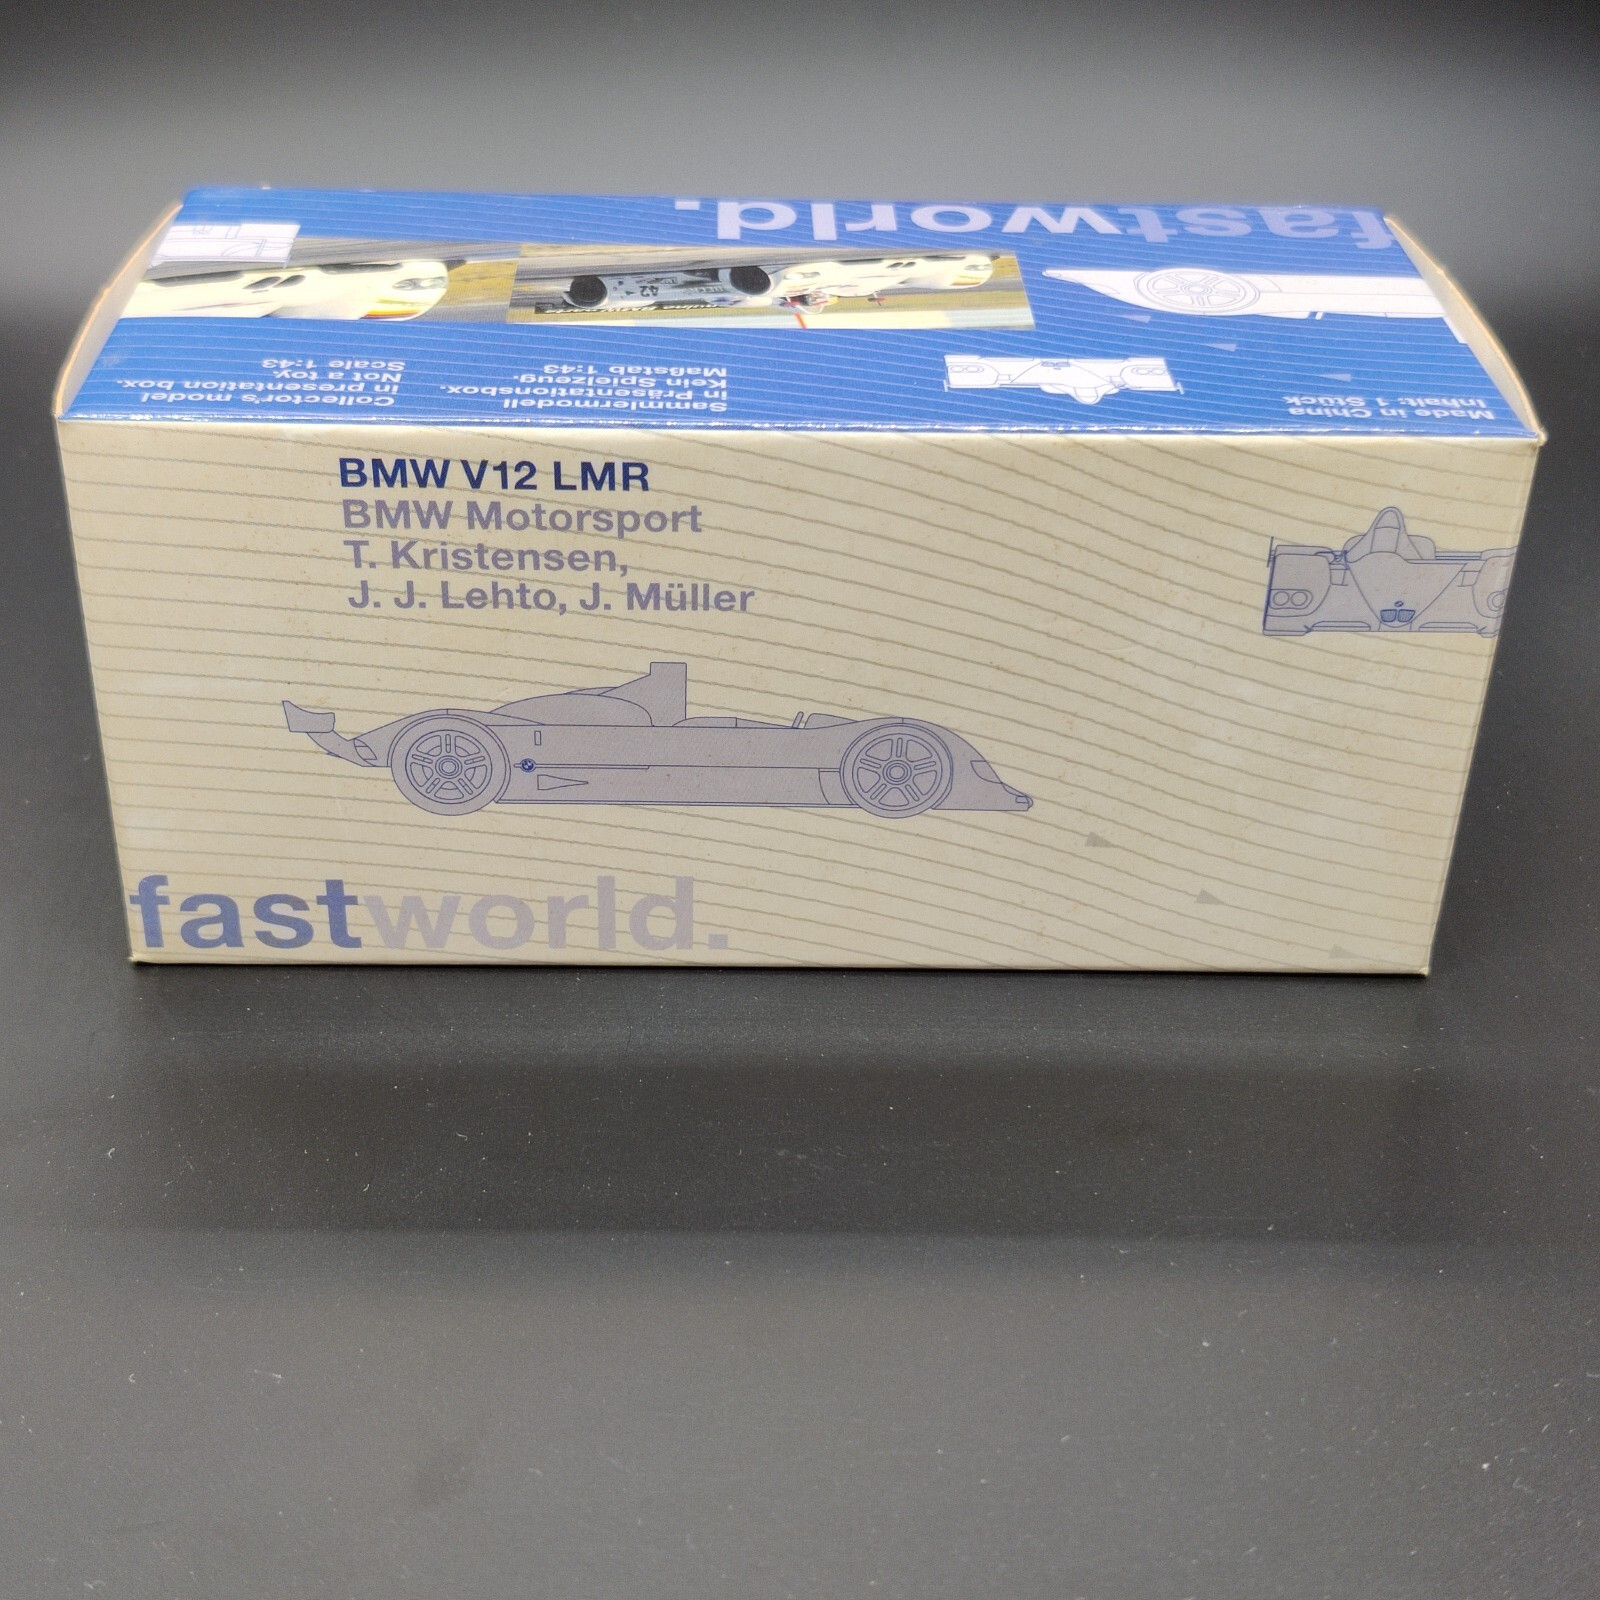 fastworld.
42
Collector's model
in presentation box.
Not a toy.
Scale 1:43
Sammlermodell
in Präsentationsbox.
Kein Spielzeug.
Maßstab 1:43
Made in China
Inhalt: 1 Stück
BMW V12 LMR
BMW Motorsport
T. Kristensen,
J. J. Lehto, J. Müller
fastworld.